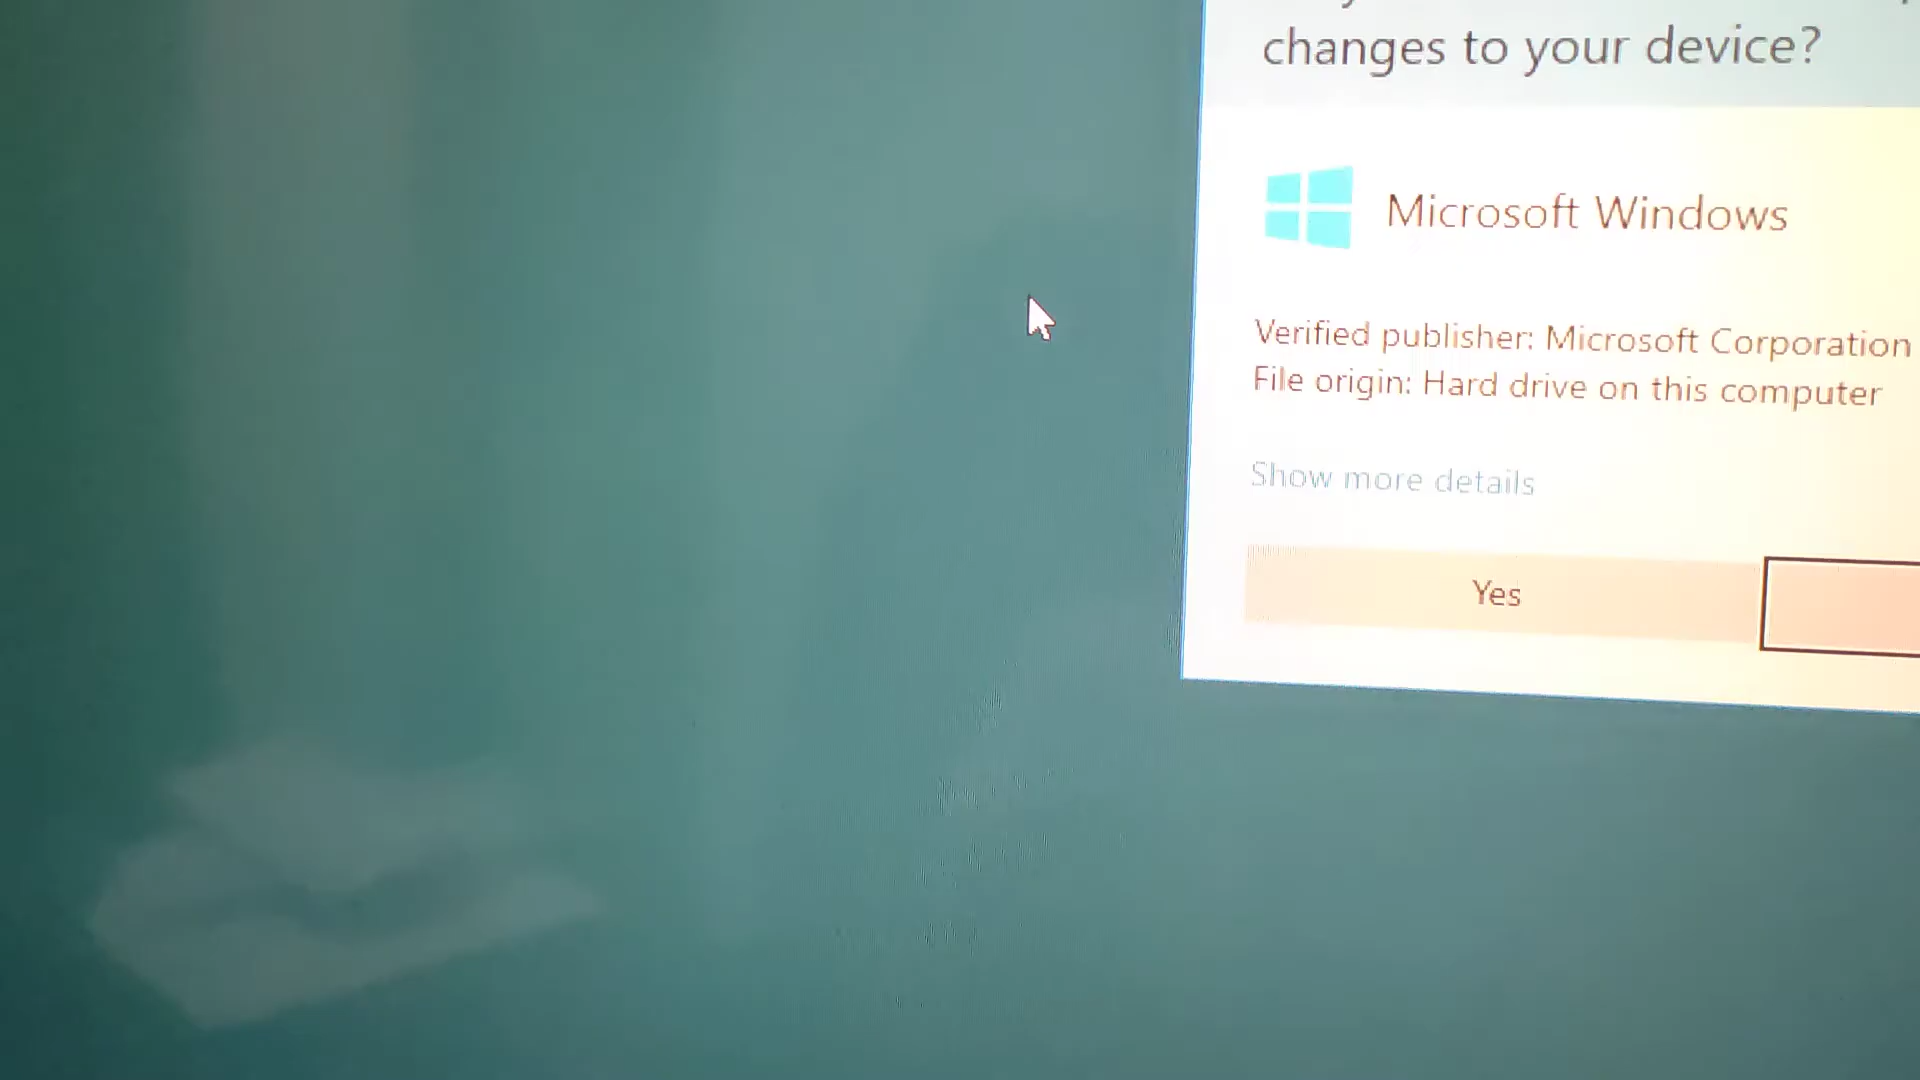 changes to your device?
Microsoft Windows
Verified publisher: Microsoft Corporation
File origin: Hard drive on this computer
Show more details
Yes